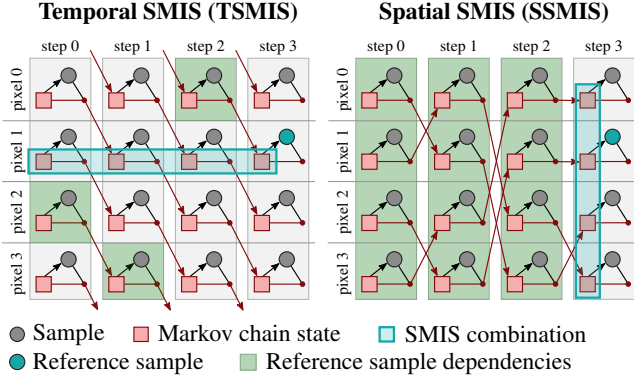 Temporal SMIS (TSMIS) Spatial SMIS (SSMIS)
step 0 step 1 step 2 step 3 step 0 step 1 step 2 step 3
pixel 0 pixel 0
pixel 1 pixel 1
pixel 2 pixel 2
pixel 3 pixel 3
Sample Markov chain state SMIS combination
Reference sample Reference sample dependencies